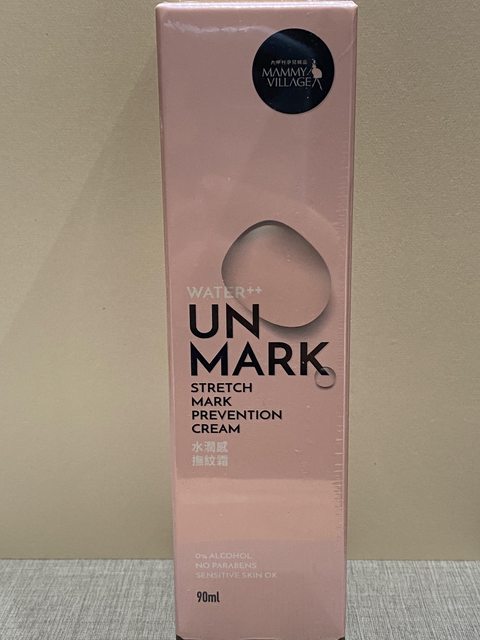 MAMMY
VILLAGE
WATER++
UN
MARK
STRETCH
MARK
PREVENTION
CREAM
水潤感
撫紋霜
0% ALCOHOL
NO PARABENS
SENSITIVE SKIN OK
90ml